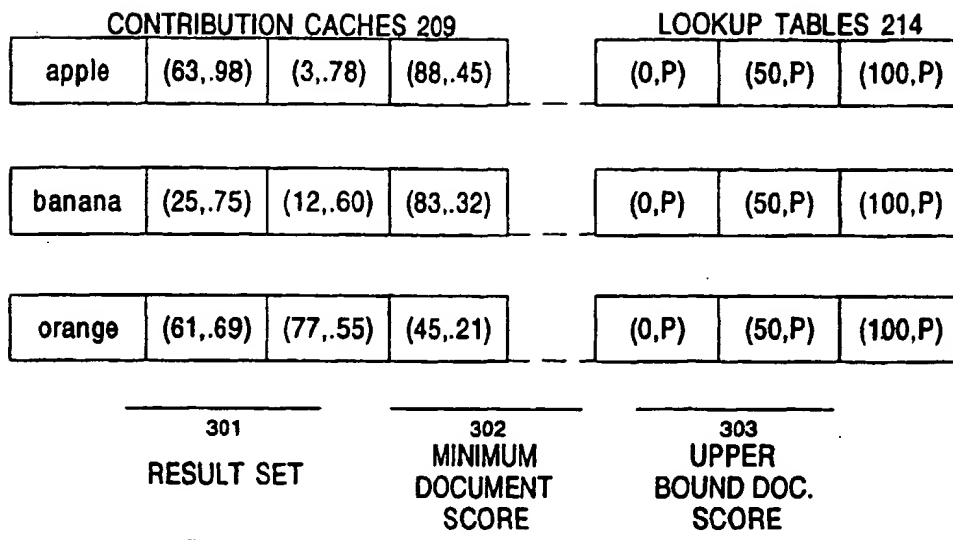 CONTRIBUTION CACHES 209 LOOKUP TABLES 214
apple (63,.98) (3,.78) (88,.45) (0,P) (50,P) (100,P)
banana (25,.75) (12,.60) (83,.32) (0,P) (50,P) (100,P)
orange (61,.69) (77,.55) (45,.21) (0,P) (50,P) (100,P)
301 302 303
RESULT SET
MINIMUM
DOCUMENT
SCORE
UPPER
BOUND DOC.
SCORE